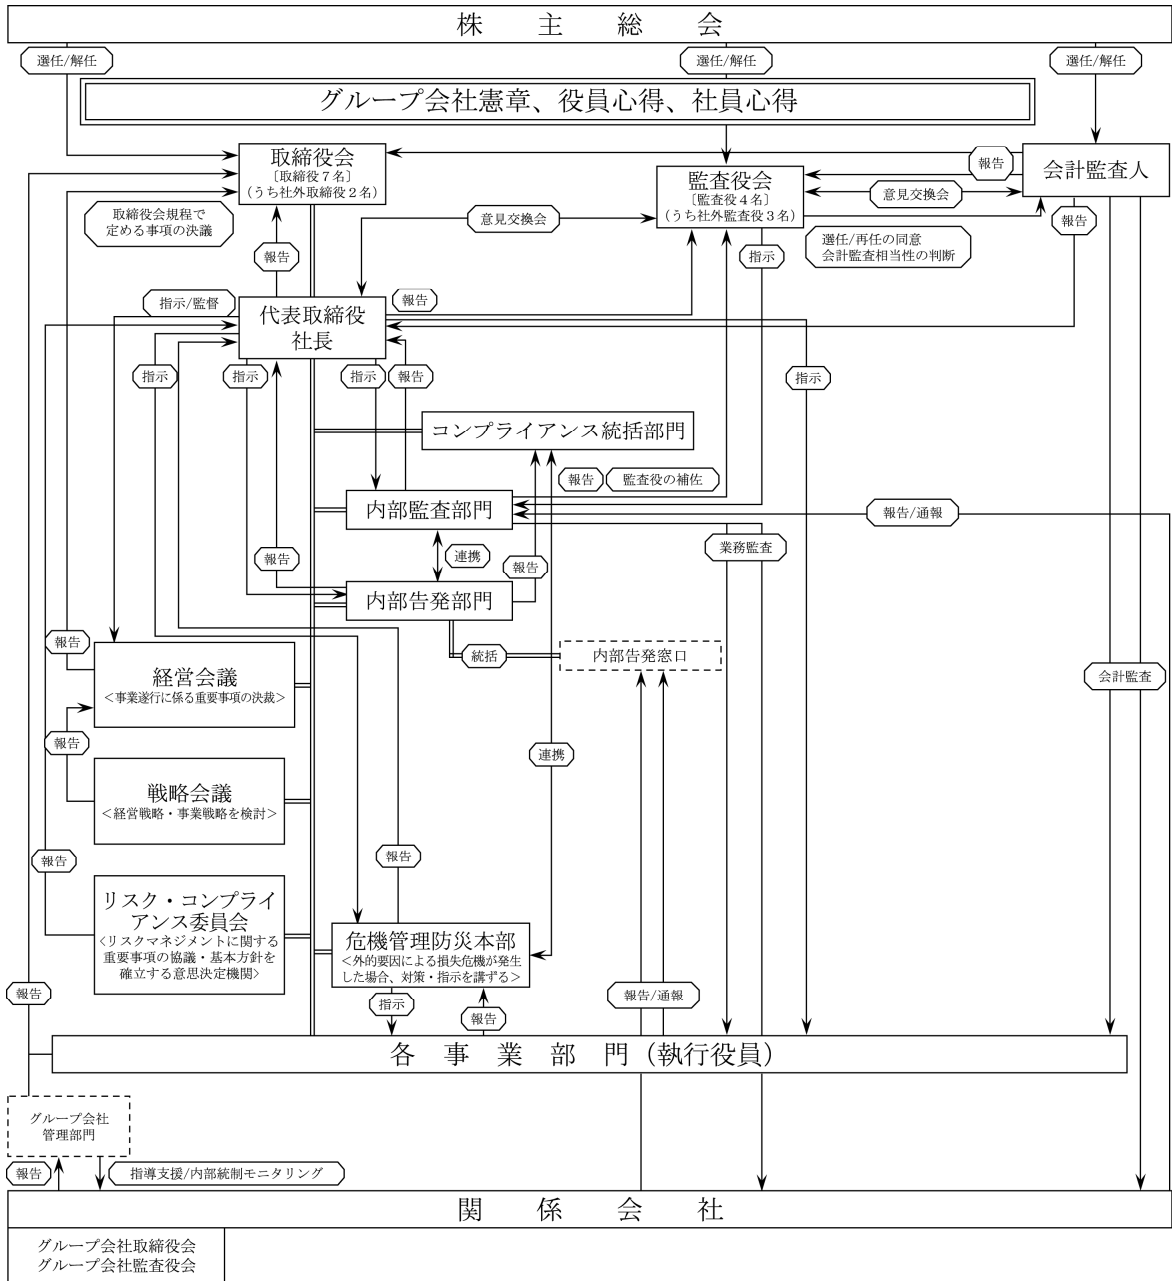 株主総会
選任/解任
選任/解任
選任/解任
グループ会社憲章、役員心得、社員心得
取締役会
〔取締役７名〕
（うち社外取締役２名）
監査役会
〔監査役４名〕
（うち社外監査役３名）
会計監査人
報告
意見交換会
取締役会規程で
定める事項の決議
意見交換会
報告
選任/再任の同意
会計監査相当性の判断
報告
指示
指示/監督
代表取締役
社長
報告
指示
指示
指示
報告
指示
コンプライアンス統括部門
報告
監査役の補佐
内部監査部門
報告/通報
業務監査
報告
連携
報告
内部告発部門
報告
統括
内部告発窓口
経営会議
＜事業遂行に係る重要事項の決裁＞
会計監査
報告
連携
戦略会議
＜経営戦略・事業戦略を検討＞
報告
報告
リスク・コンプライ
アンス委員会
＜リスクマネジメントに関する
重要事項の協議・基本方針を
確立する意思決定機関＞
危機管理防災本部
＜外的要因による損失危機が発生
した場合、対策・指示を講ずる＞
報告
指示
報告
報告/通報
各事業部門（執行役員）
グループ会社
管理部門
報告
指導支援/内部統制モニタリング
関係会社
グループ会社取締役会
グループ会社監査役会